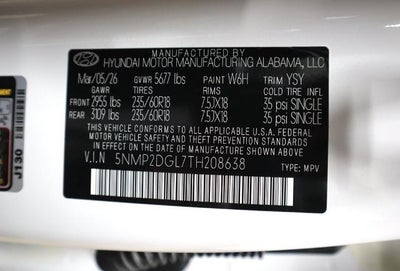 MANUFACTURED BY
HYUNDAI MOTOR MANUFACTURING ALABAMA, LLC
Mar/05/26 GVWR 5677 lbs PAINT W6H TRIM YSY
GAWR TIRES RIMS COLD TIRE INFL
FRONT 2955 lbs 235/60R18 7.5JX18 35 psi SINGLE
REAR 3109 lbs 235/60R18 7.5JX18 35 psi SINGLE
THIS VEHICLE CONFORMS TO ALL APPLICABLE U.S.A FEDERAL
MOTOR VEHICLE SAFETY AND THEFT PREVENTION STANDARDS
IN EFFECT ON THE DATE OF MANUFACTURE SHOWN ABOVE.
V.I.N 5NMP2DGL7TH208638
TYPE: MPV
J130